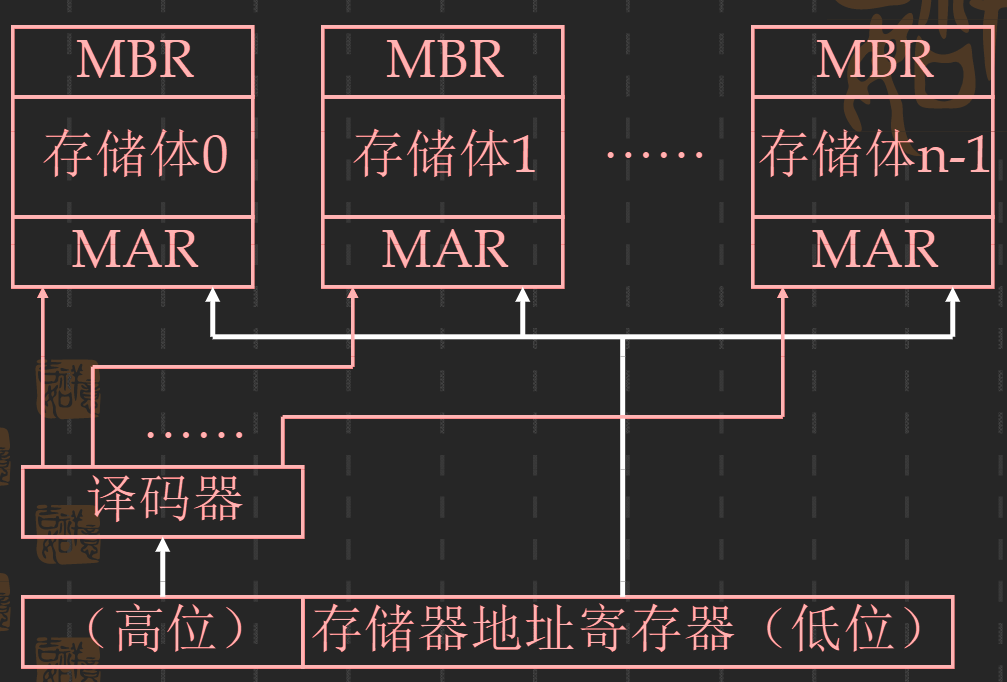 MBR MBR MBR
存储体0 存储体1 …… 存储体n-1
MAR MAR MAR
……
译码器
（高位） 存储器地址寄存器（低位）